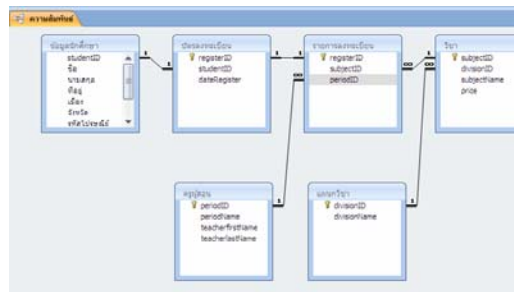 ความสัมพันธ์
ข้อมูลนักศึกษา
studentID
ชื่อ
นามสกุล
ที่อยู่
เมือง
จังหวัด
รหัสไปรษณีย์
บัตรลงทะเบียน
registerID
studentID
dateRegister
รายการลงทะเบียน
registerID
subjectID
periodID
วิชา
subjectID
divisionID
subjectName
price
ครูผู้สอน
periodID
periodName
teacherfirstName
teacherlastName
แผนกวิชา
divisionID
divisionName